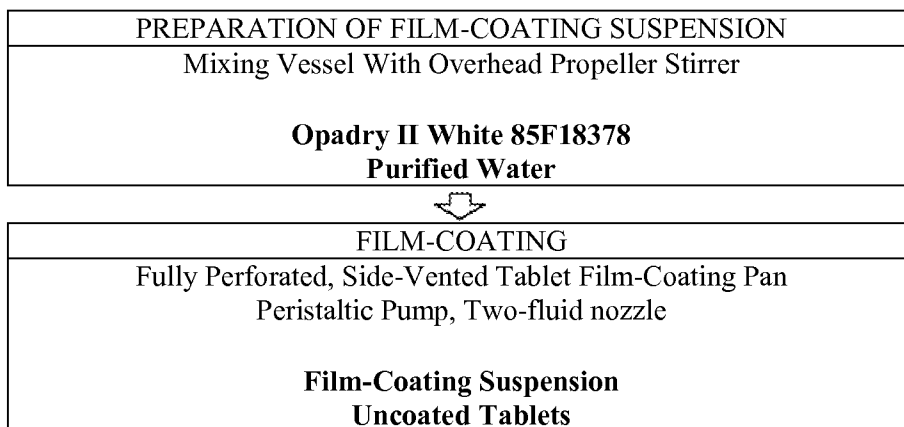 PREPARATION OF FILM-COATING SUSPENSION
Mixing Vessel With Overhead Propeller Stirrer
Opadry II White 85F18378
Purified Water
FILM-COATING
Fully Perforated, Side-Vented Tablet Film-Coating Pan
Peristaltic Pump, Two-fluid nozzle
Film-Coating Suspension
Uncoated Tablets